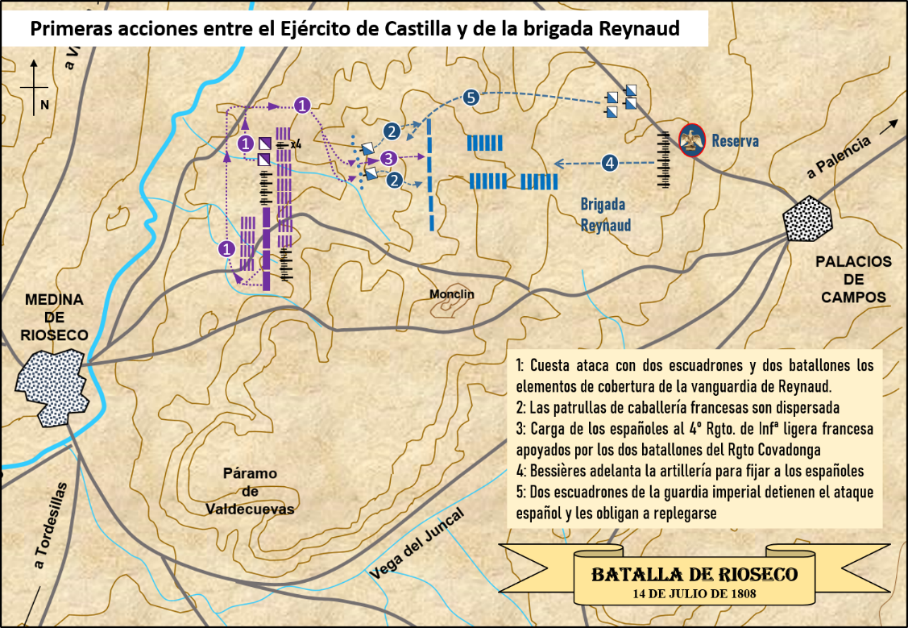 Primeras acciones entre el Ejército de Castilla y de la brigada Reynaud
a V
N
1
1
x4
2
3
2
5
4
Reserva
a Palencia
1
Brigada
Reynaud
PALACIOS
DE
CAMPOS
MEDINA
DE
RIOSECO
Monclin
1: Cuesta ataca con dos escuadrones y dos batallones los
elementos de cobertura de la vanguardia de Reynaud.
2: Las patrullas de caballería francesas son dispersada
3: Carga de los españoles al 4º Rgto. de Infª ligera francesa
apoyados por los dos batallones del Rgto Covadonga
4: Bessières adelanta la artillería para fijar a los españoles
5: Dos escuadrones de la guardia imperial detienen el ataque
español y les obligan a replegarse
Páramo
de
Valdecuevas
a Tordesillas
Vega del Juncal
BATALLA DE RIOSECO
14 DE JULIO DE 1808